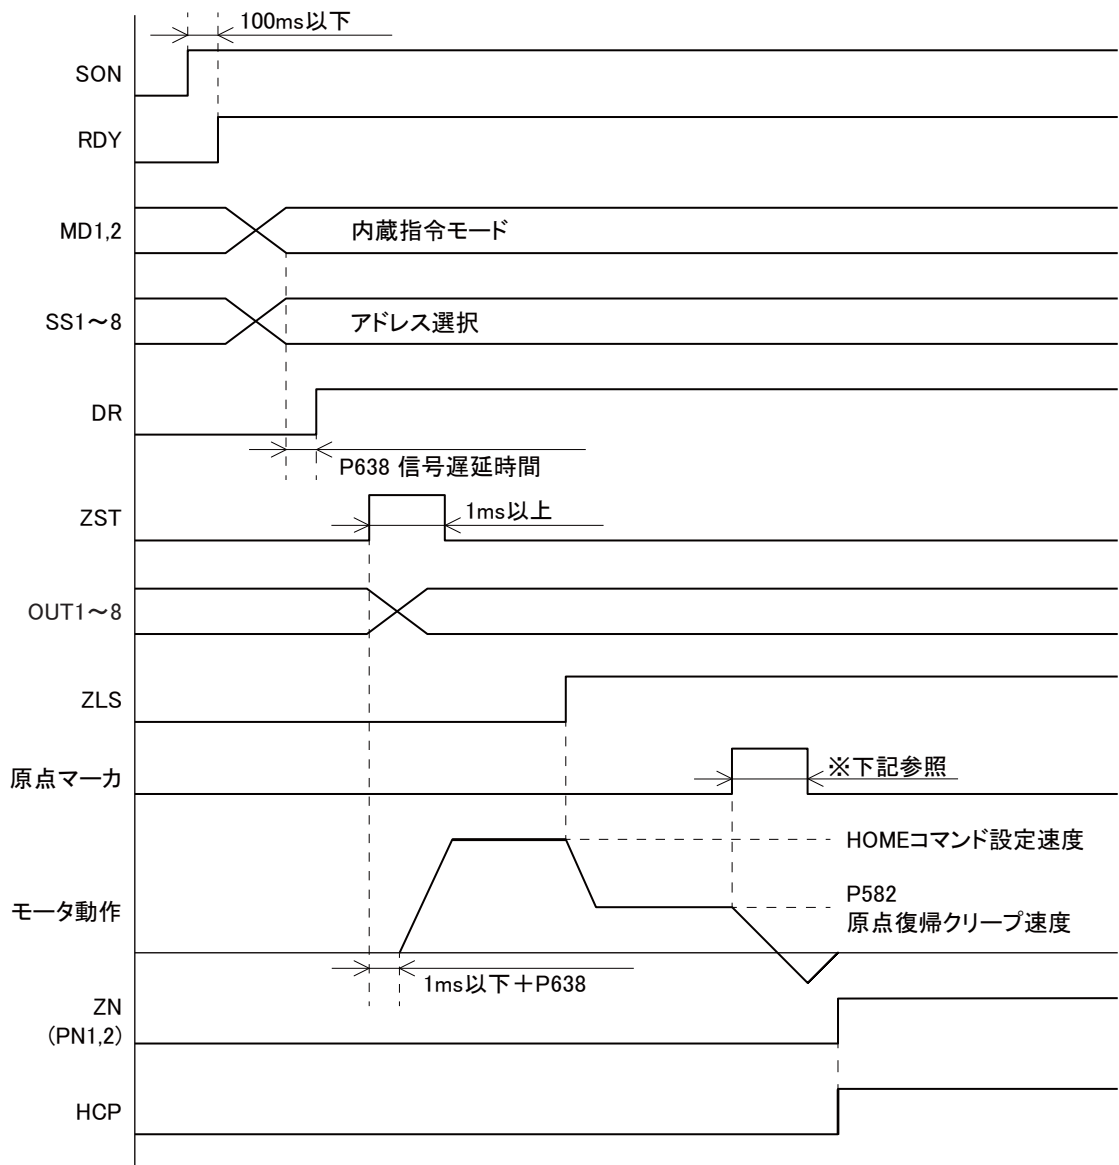 100ms以下
SON
RDY
MD1,2
内蔵指令モード
SS1～8
アドレス選択
DR
P638 信号遅延時間
ZST
1ms以上
OUT1～8
ZLS
原点マーカ
※下記参照
HOMEコマンド設定速度
モータ動作
P582
原点復帰クリープ速度
1ms以下＋P638
ZN
(PN1,2)
HCP